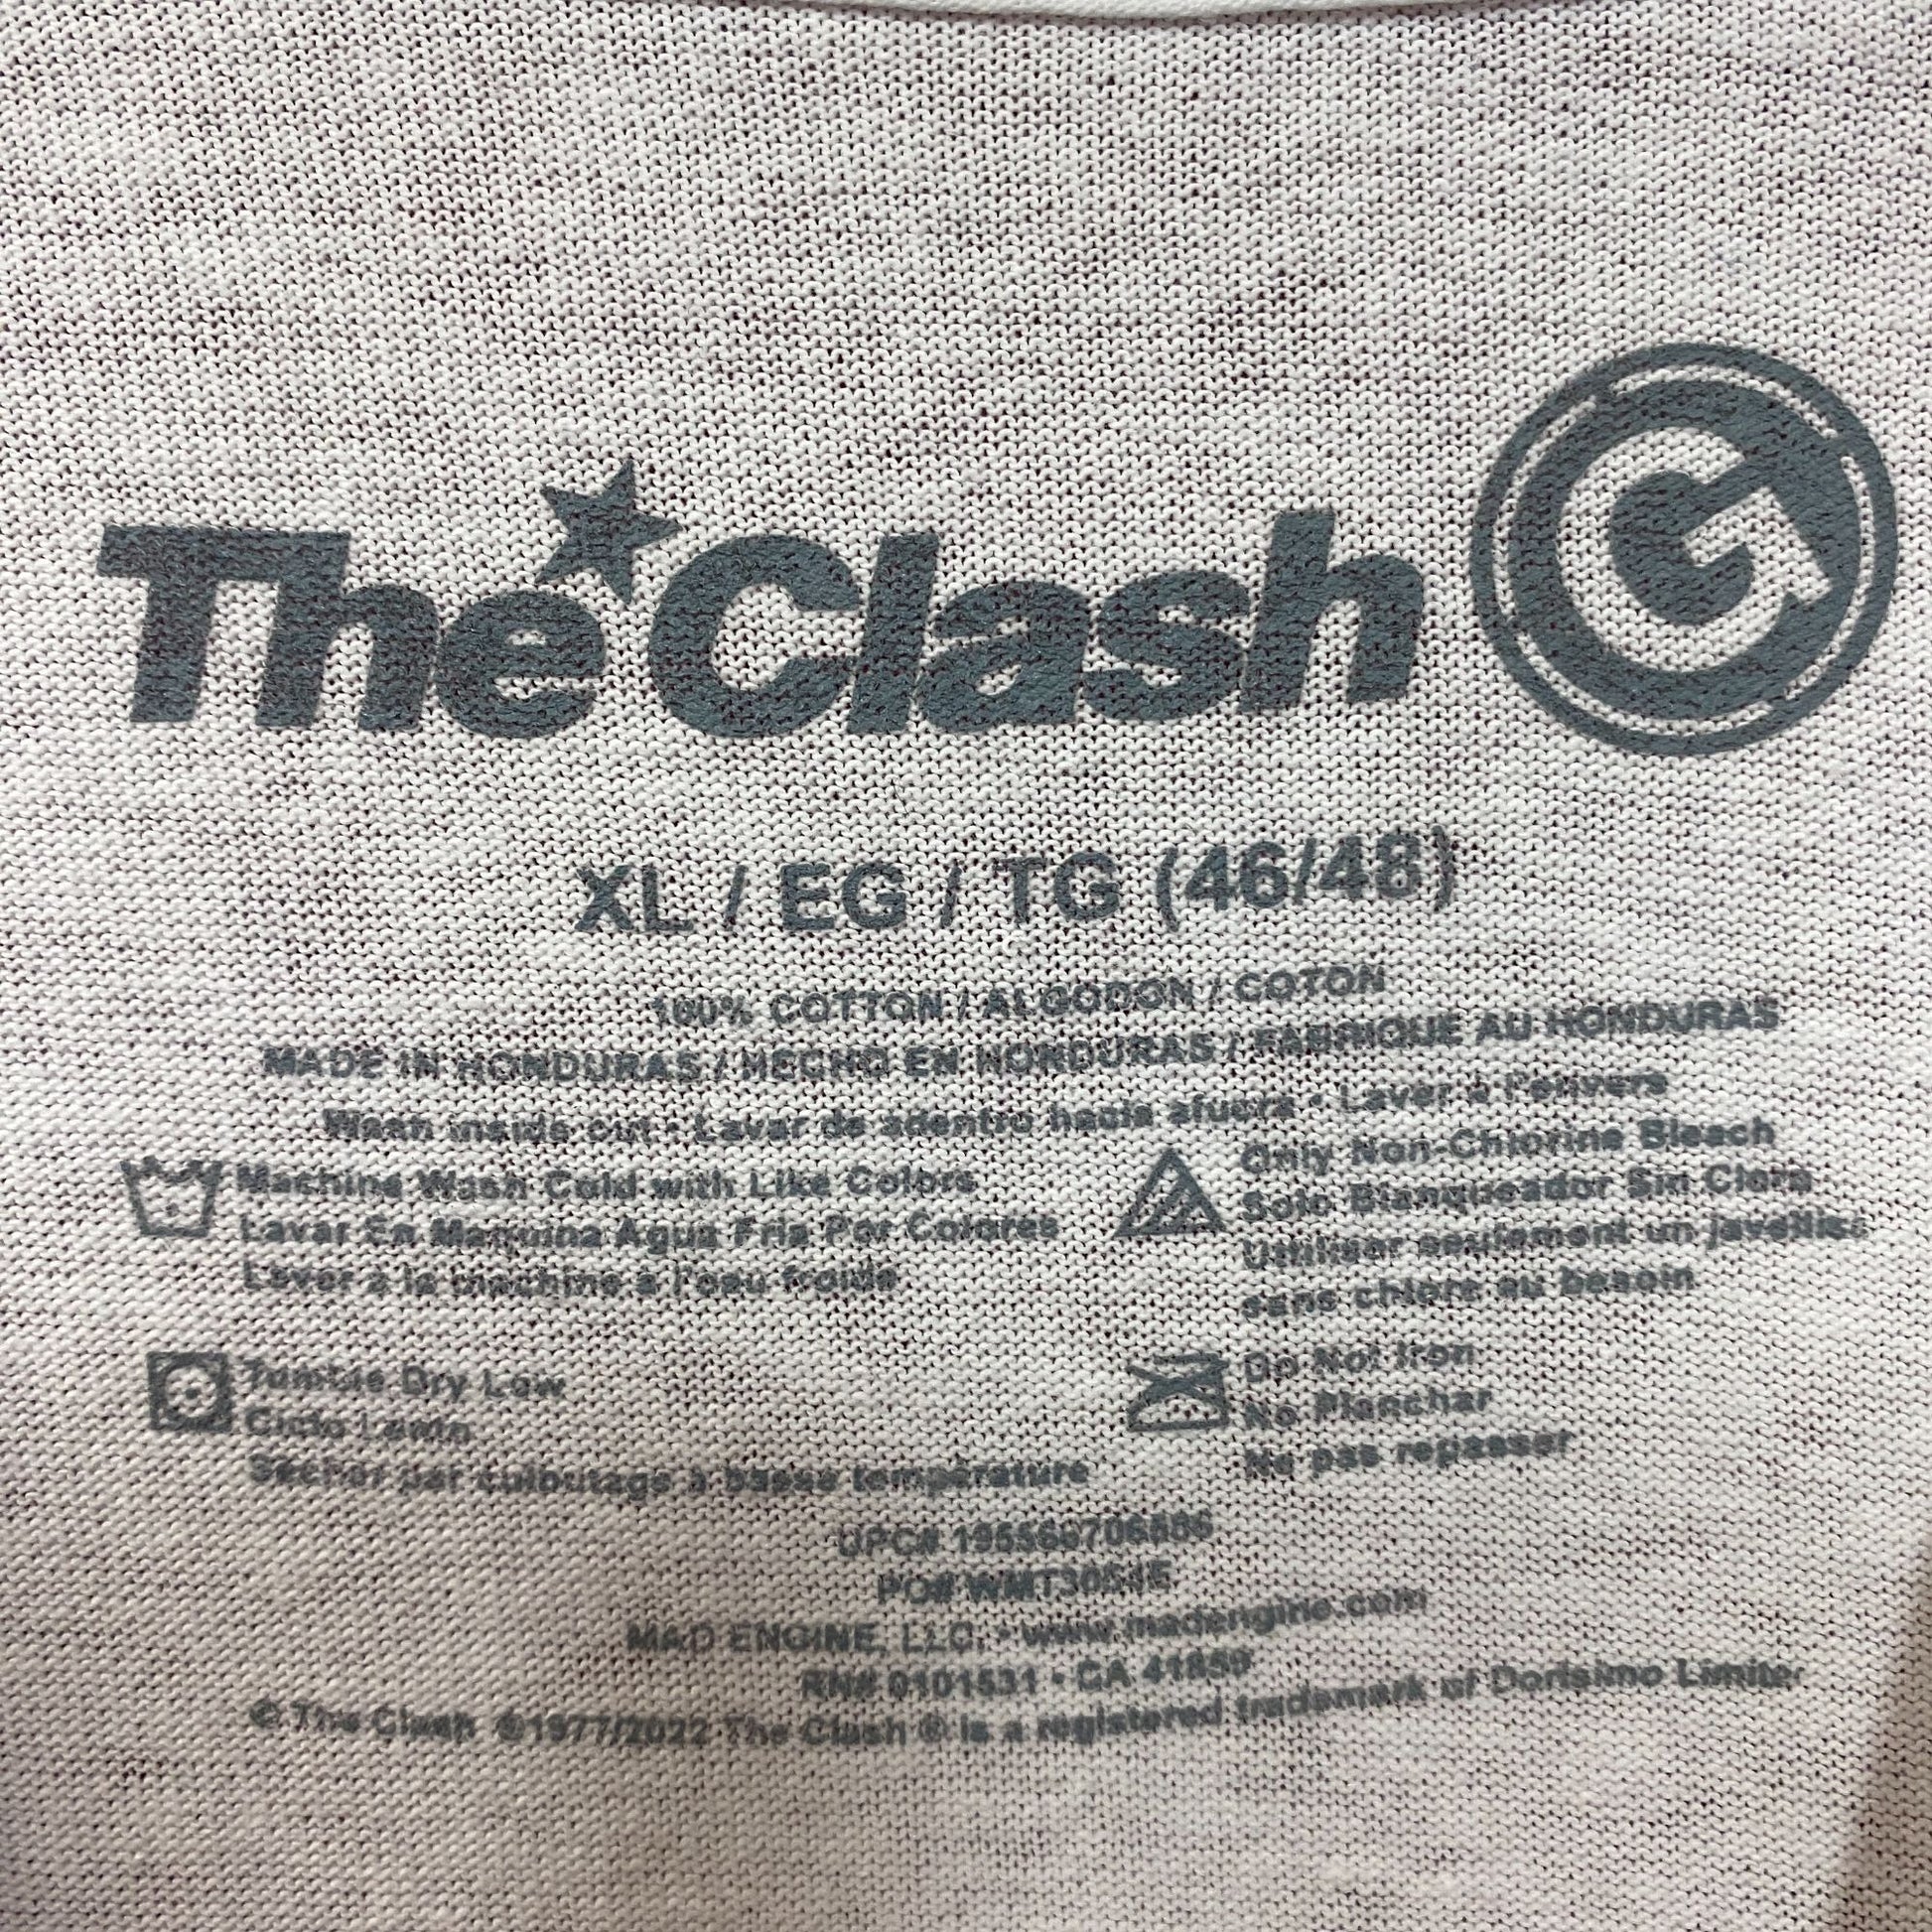 The Clash
XL / EG / TG (46/48)
100% COTTON / ALGODON / COTON
MADE IN HONDURAS / HECHO EN HONDURAS / FABRIQUE AU HONDURAS
Wash inside out • Lavar de adentro hacia afuera • Laver à l'envers
Machine Wash Cold with Like Colors
Lavar En Maquina Agua Fria Por Colores
Laver à la machine à l'eau froide
Only Non-Chlorine Bleach
Solo Blanqueador Sin Cloro
Utiliser seulement un javellisa
sans chlore au besoin
Tumble Dry Low
Ciclo
Sécher par culbutage à basse température
Do Not Iron
No Planchar
Ne pas repasser
UPC#
PO#
MAD ENGINE, LLC. • www.madengine.com
RN# 0101531 • CA 41859
© The Clash ©1977/2022 The Clash ® is a registered trademark of Dorisimo Limited